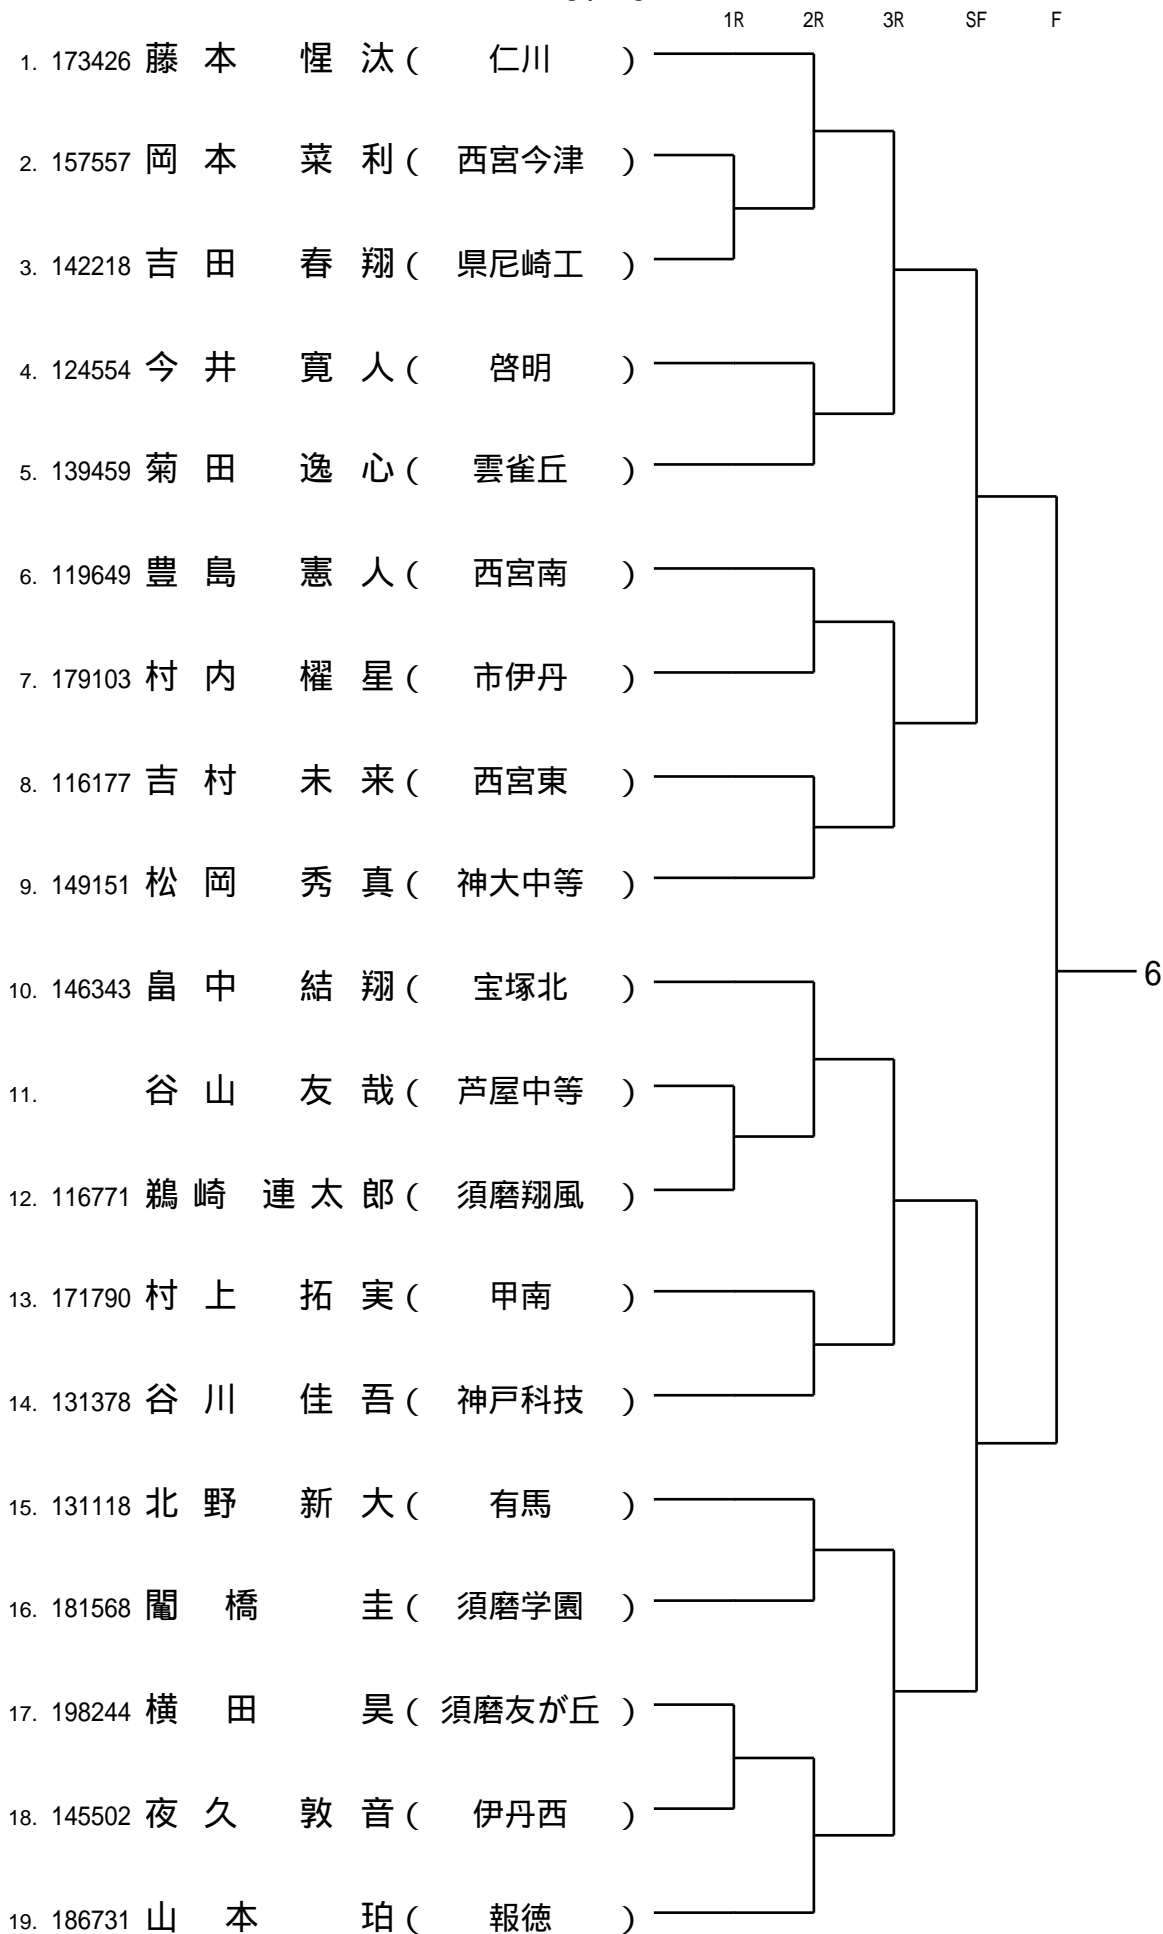 1R 2R 3R SF F
1. 173426 藤本 惺汰 ( 仁川 )
2. 157557 岡本 菜利 ( 西宮今津 )
3. 142218 吉田 春翔 ( 県尼崎工 )
4. 124554 今井 寛人 ( 啓明 )
5. 139459 菊田 逸心 ( 雲雀丘 )
6. 119649 豊島 憲人 ( 西宮南 )
7. 179103 村内 櫂星 ( 市伊丹 )
8. 116177 吉村 未来 ( 西宮東 )
9. 149151 松岡 秀真 ( 神大中等 )
6
10. 146343 畠中 結翔 ( 宝塚北 )
11. 谷山 友哉 ( 芦屋中等 )
12. 116771 鵜崎 連太郎 ( 須磨翔風 )
13. 171790 村上 拓実 ( 甲南 )
14. 131378 谷川 佳吾 ( 神戸科技 )
15. 131118 北野 新大 ( 有馬 )
16. 181568 橋 圭 ( 須磨学園 )
17. 198244 横田 昊 ( 須磨友が丘 )
18. 145502 夜久 敦音 ( 伊丹西 )
19. 186731 山本 珀 ( 報徳 )